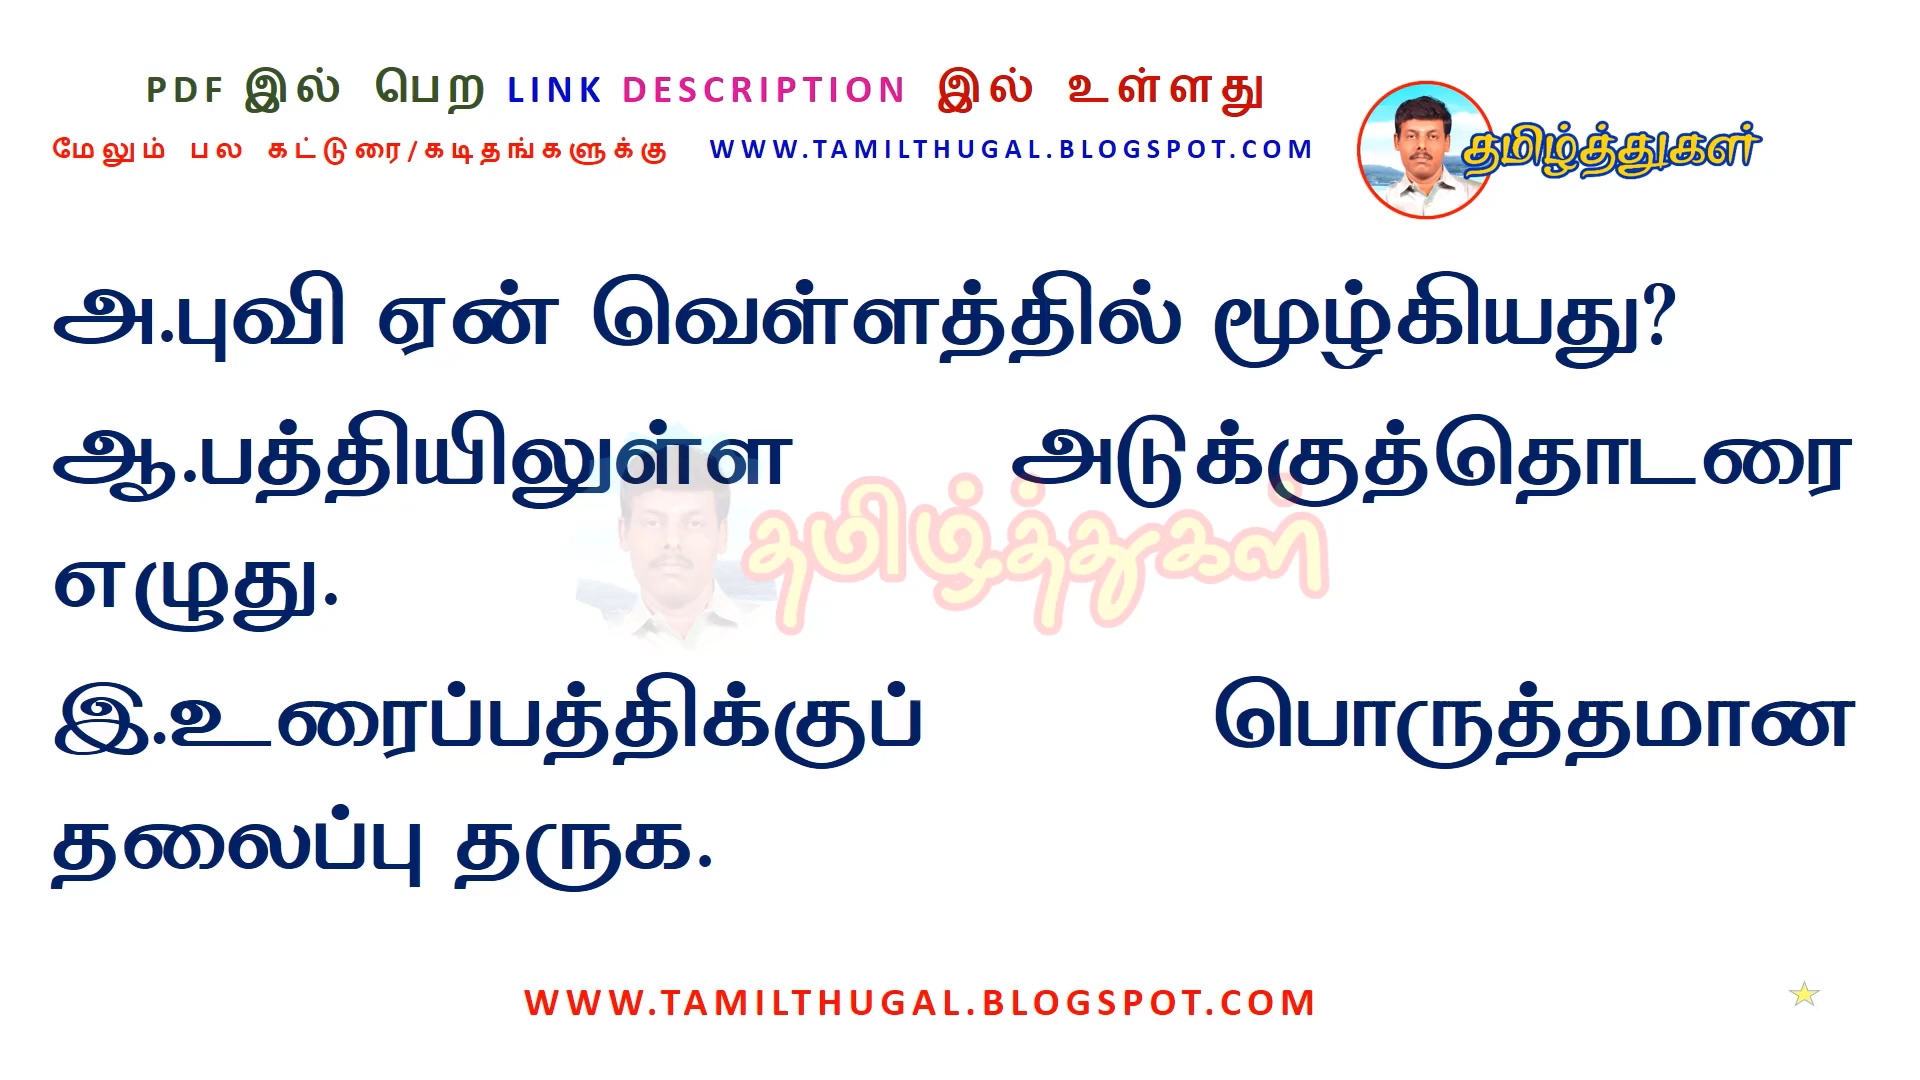 PDF இல் பெற LINK DESCRIPTION இல் உள்ளது
மேலும் பல கட்டுரை/கடிதங்களுக்கு WWW.TAMILTHUGAL.BLOGSPOT.COM
தமிழ்த்துகள்
அ.புவி ஏன் வெள்ளத்தில் மூழ்கியது?
ஆ.பத்தியிலுள்ள அடுக்குத்தொடரை
தமிழ்த்துகள்
எழுது.
இ.உரைப்பத்திக்குப் பொருத்தமான
தலைப்பு தருக.
WWW.TAMILTHUGAL.BLOGSPOT.COM